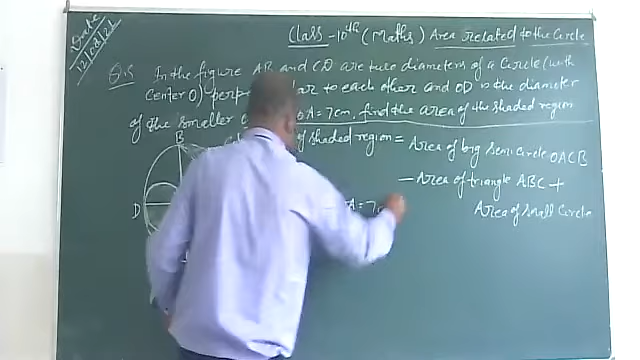 Date
12/02/21
Class - 10th (Maths) Area related to the Circle
Q.5 In the figure AB and CD are two diameters of a Circle (with
Center O) perp lar to each other and OD is the diameter
of the smaller OA = 7cm, find the area of the shaded region
B
of shaded region = Area of big semi circle OACB
- Area of triangle ABC +
D
A = 7
Area of small Circle